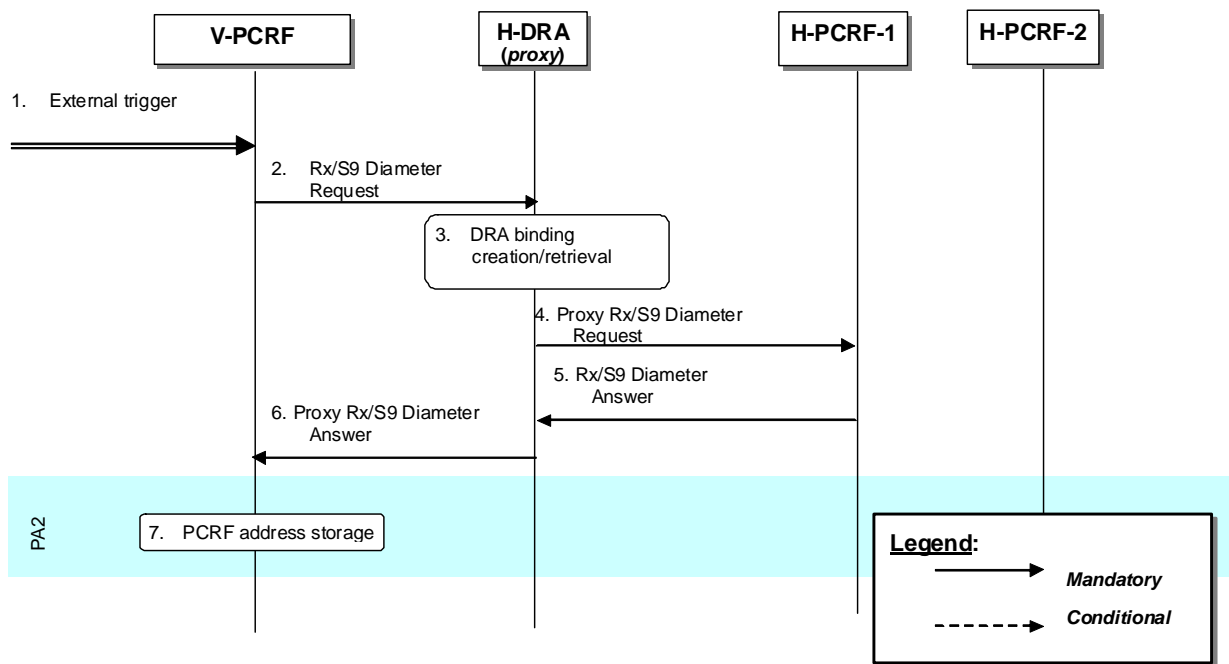 V-PCRF
H-DRA
(proxy)
H-PCRF-1
H-PCRF-2
1. External trigger
2. Rx/S9 Diameter
Request
3. DRA binding
creation/retrieval
4. Proxy Rx/S9 Diameter
Request
5. Rx/S9 Diameter
Answer
6. Proxy Rx/S9 Diameter
Answer
PA2
7. PCRF address storage
Legend:
Mandatory
Conditional